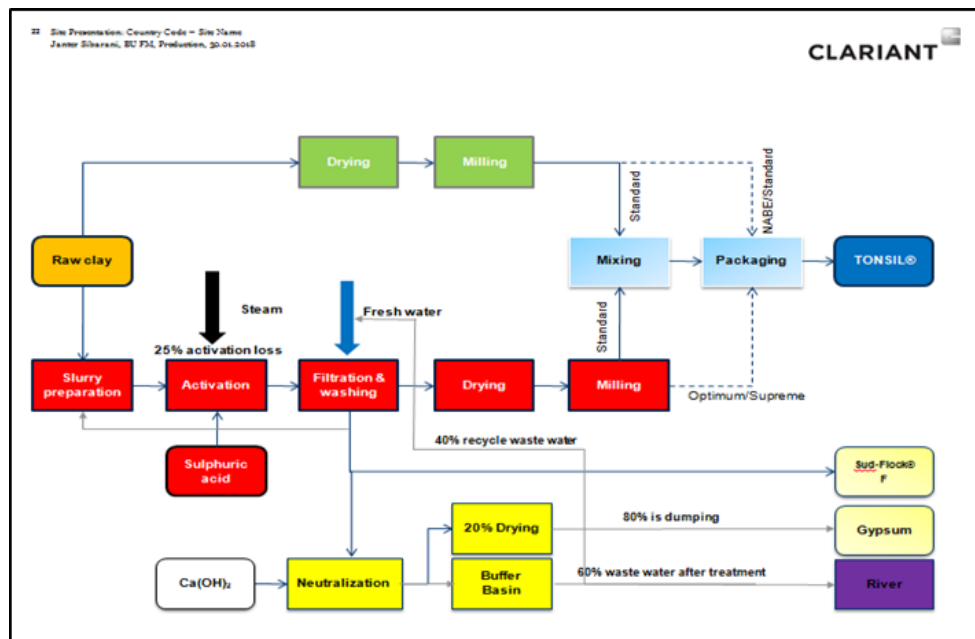 22 Site Presentation: Country Code – Site Name
Janter Sibarani, BU FM, Production, 30.01.2018
CLARIANT
Drying
Milling
Standard
NABE/Standard
Raw clay
Mixing
Packaging
TONSIL®
Steam
Fresh water
25% activation loss
Standard
Slurry
preparation
Activation
Filtration &
washing
Drying
Milling
Optimum/Supreme
40% recycle waste water
Sulphuric
acid
Sud-Flock®
F
20% Drying
80% is dumping
Gypsum
Ca(OH)₂
Neutralization
Buffer
Basin
60% waste water after treatment
River